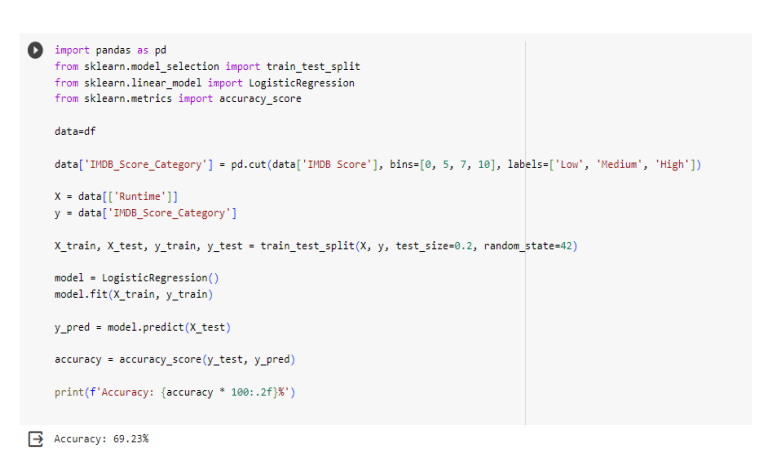 import pandas as pd
from sklearn.model_selection import train_test_split
from sklearn.linear_model import LogisticRegression
from sklearn.metrics import accuracy_score
data=df
data['IMDB_Score_Category'] = pd.cut(data['IMDB Score'], bins=[0, 5, 7, 10], labels=['Low', 'Medium', 'High'])
X = data[['Runtime']]
y = data['IMDB_Score_Category']
X_train, X_test, y_train, y_test = train_test_split(X, y, test_size=0.2, random_state=42)
model = LogisticRegression()
model.fit(X_train, y_train)
y_pred = model.predict(X_test)
accuracy = accuracy_score(y_test, y_pred)
print(f'Accuracy: {accuracy * 100:.2f}%')
Accuracy: 69.23%